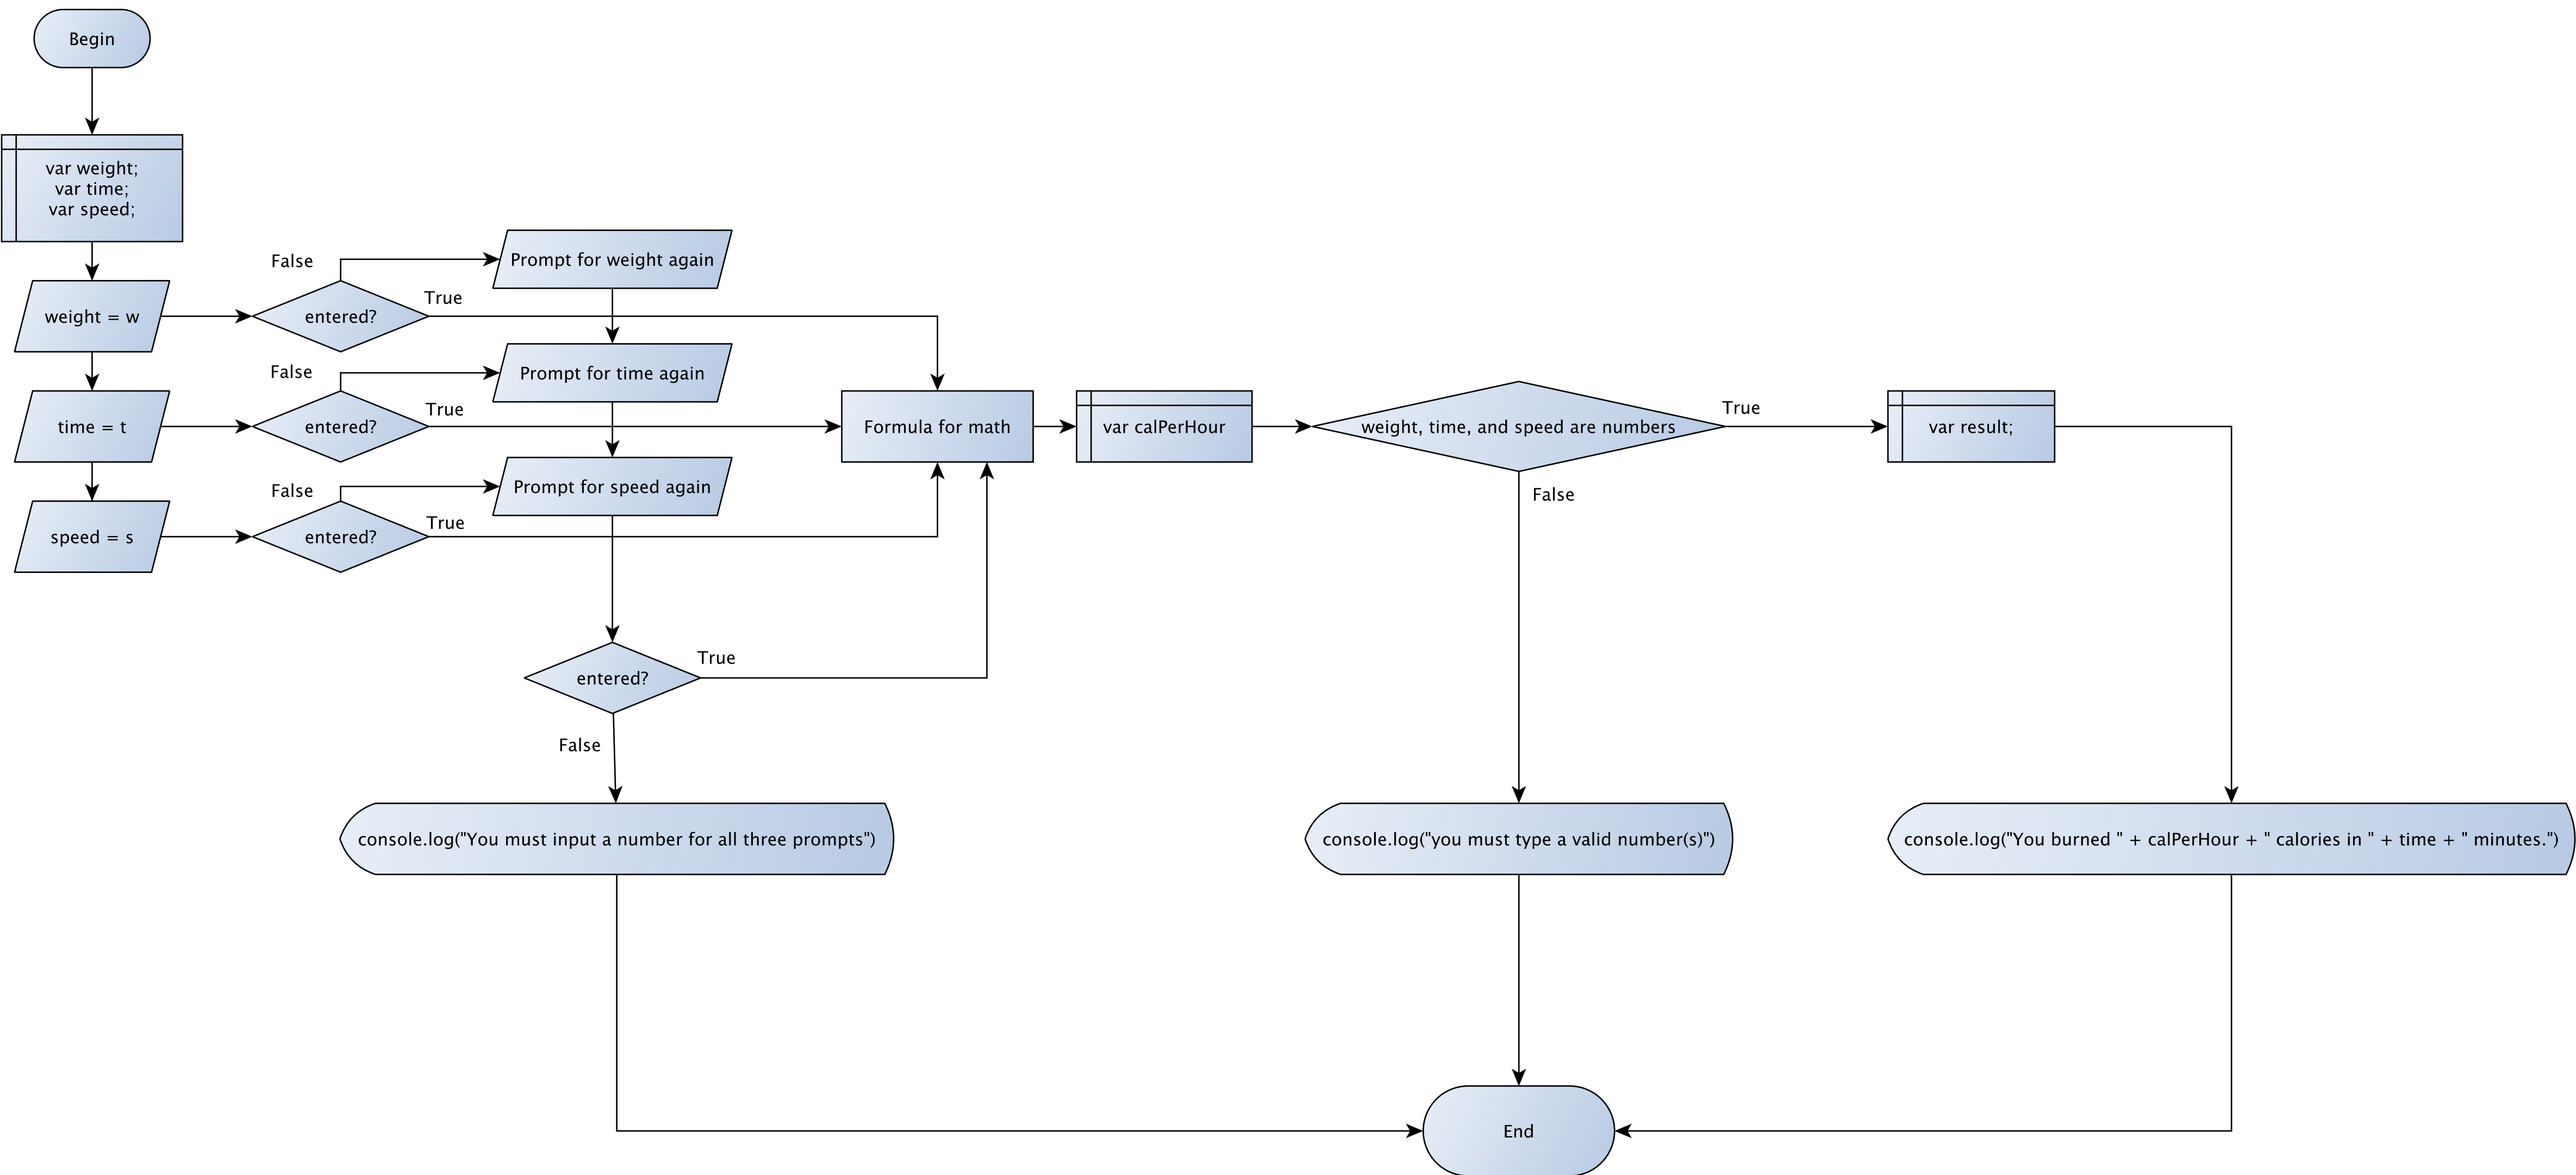 Begin
var weight;
var time;
var speed;
False
Prompt for weight again
weight = w
entered?
True
False
Prompt for time again
time = t
entered?
True
Formula for math
var calPerHour
weight, time, and speed are numbers
True
var result;
False
Prompt for speed again
False
speed = s
entered?
True
entered?
True
False
console.log("You must input a number for all three prompts")
console.log("you must type a valid number(s)")
console.log("You burned " + calPerHour + " calories in " + time + " minutes.")
End